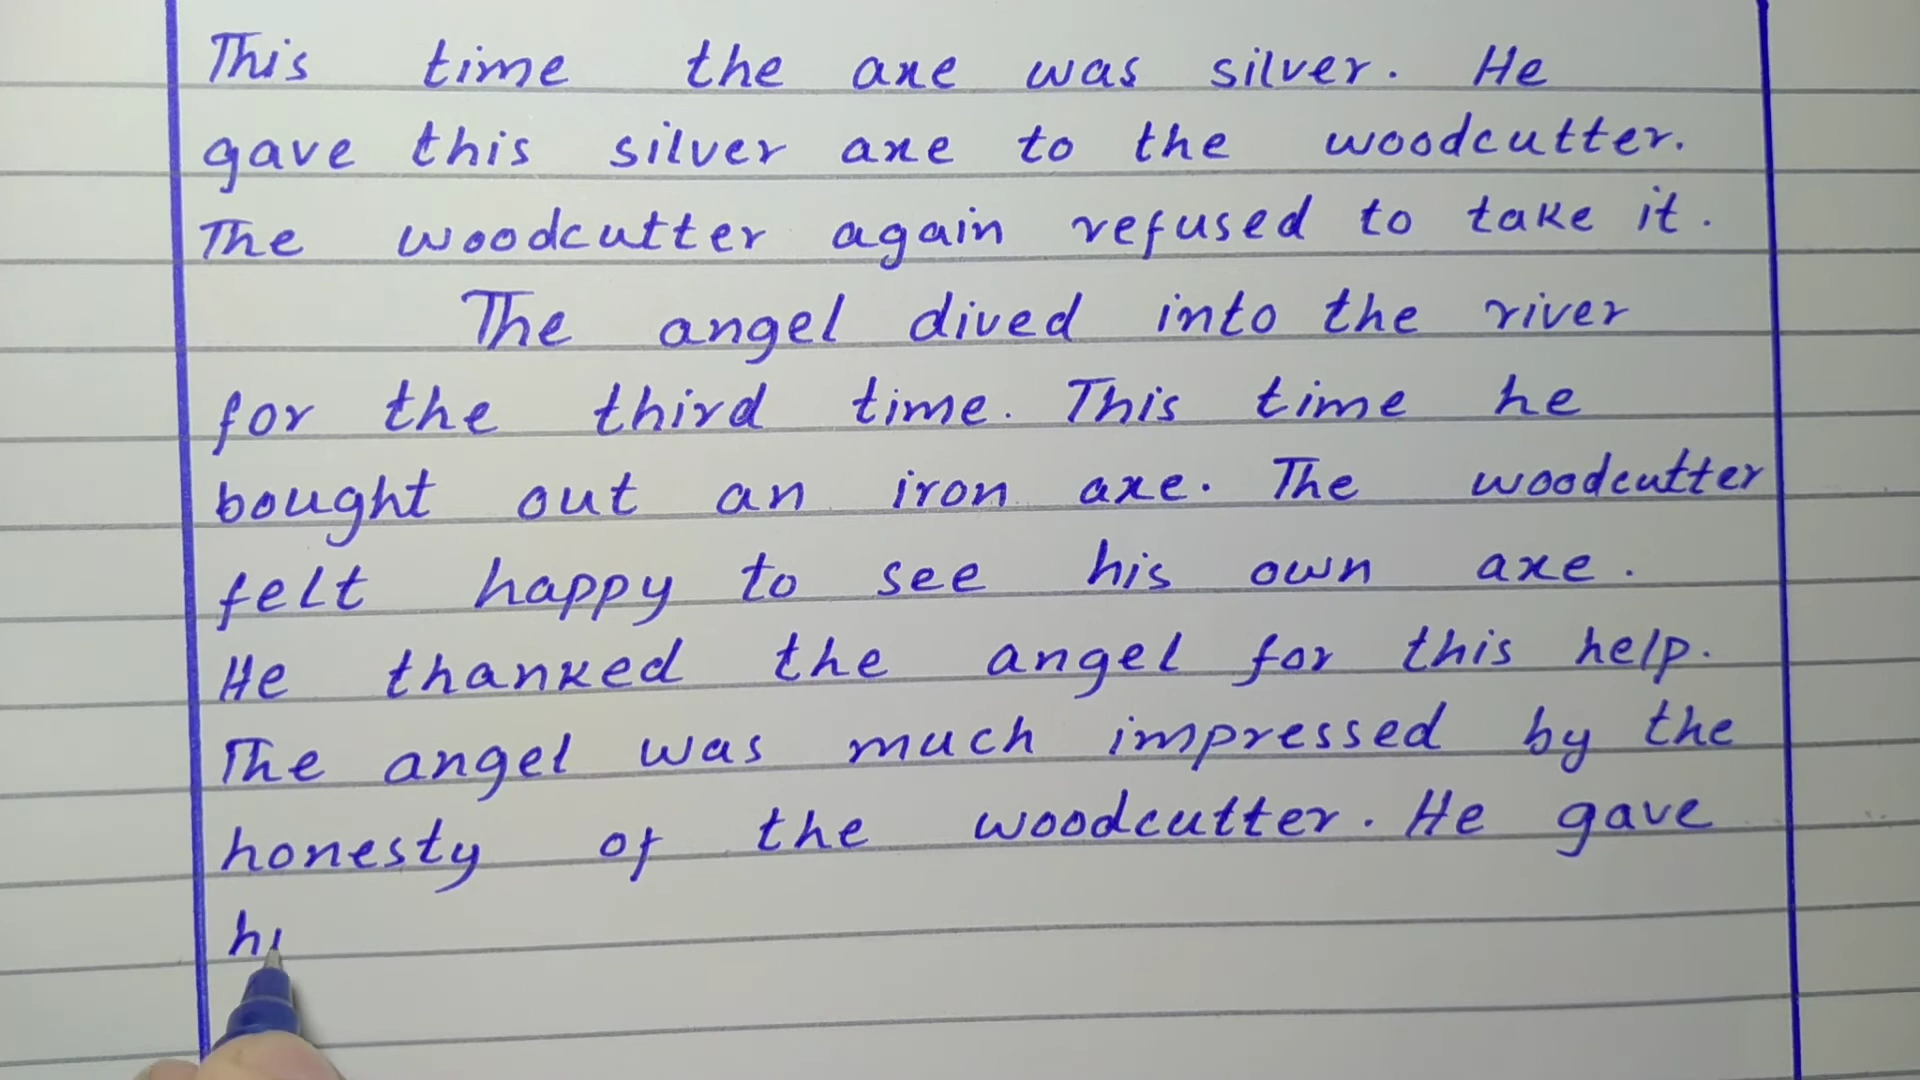 This time the axe was silver. He
gave this silver axe to the woodcutter.
The woodcutter again refused to take it.
The angel dived into the river
for the third time. This time he
bought out an iron axe. The woodcutter
felt happy to see his own axe.
He thanked the angel for this help.
The angel was much impressed by the
honesty of the woodcutter. He gave
hi